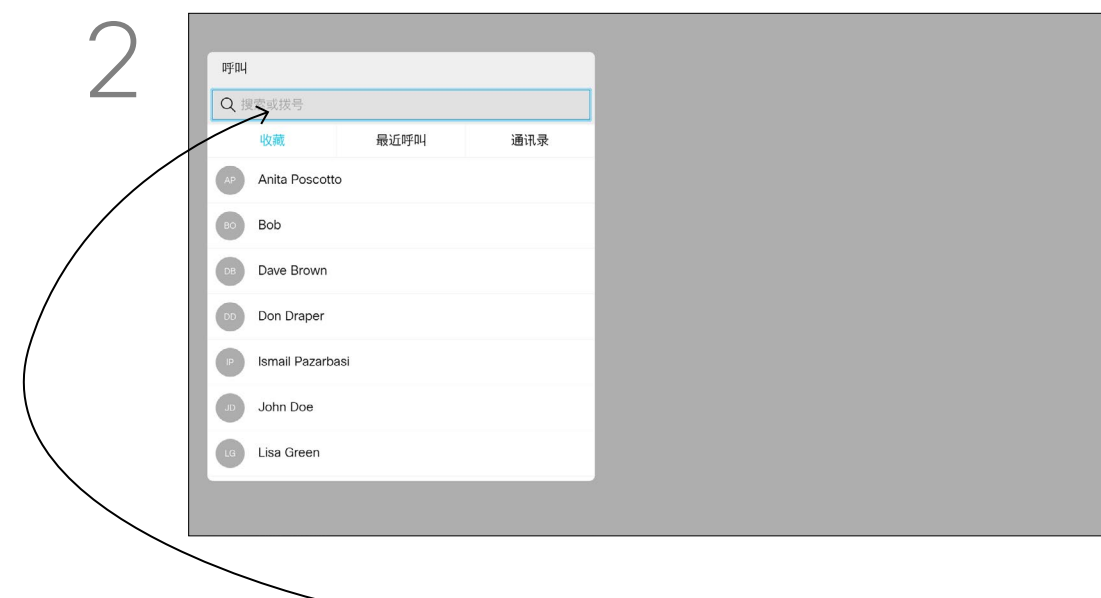 2
呼叫
搜索或拨号
收藏 最近呼叫 通讯录
AP Anita Poscotto
BO Bob
DB Dave Brown
DD Don Draper
IP Ismail Pazarbasi
JD John Doe
LG Lisa Green